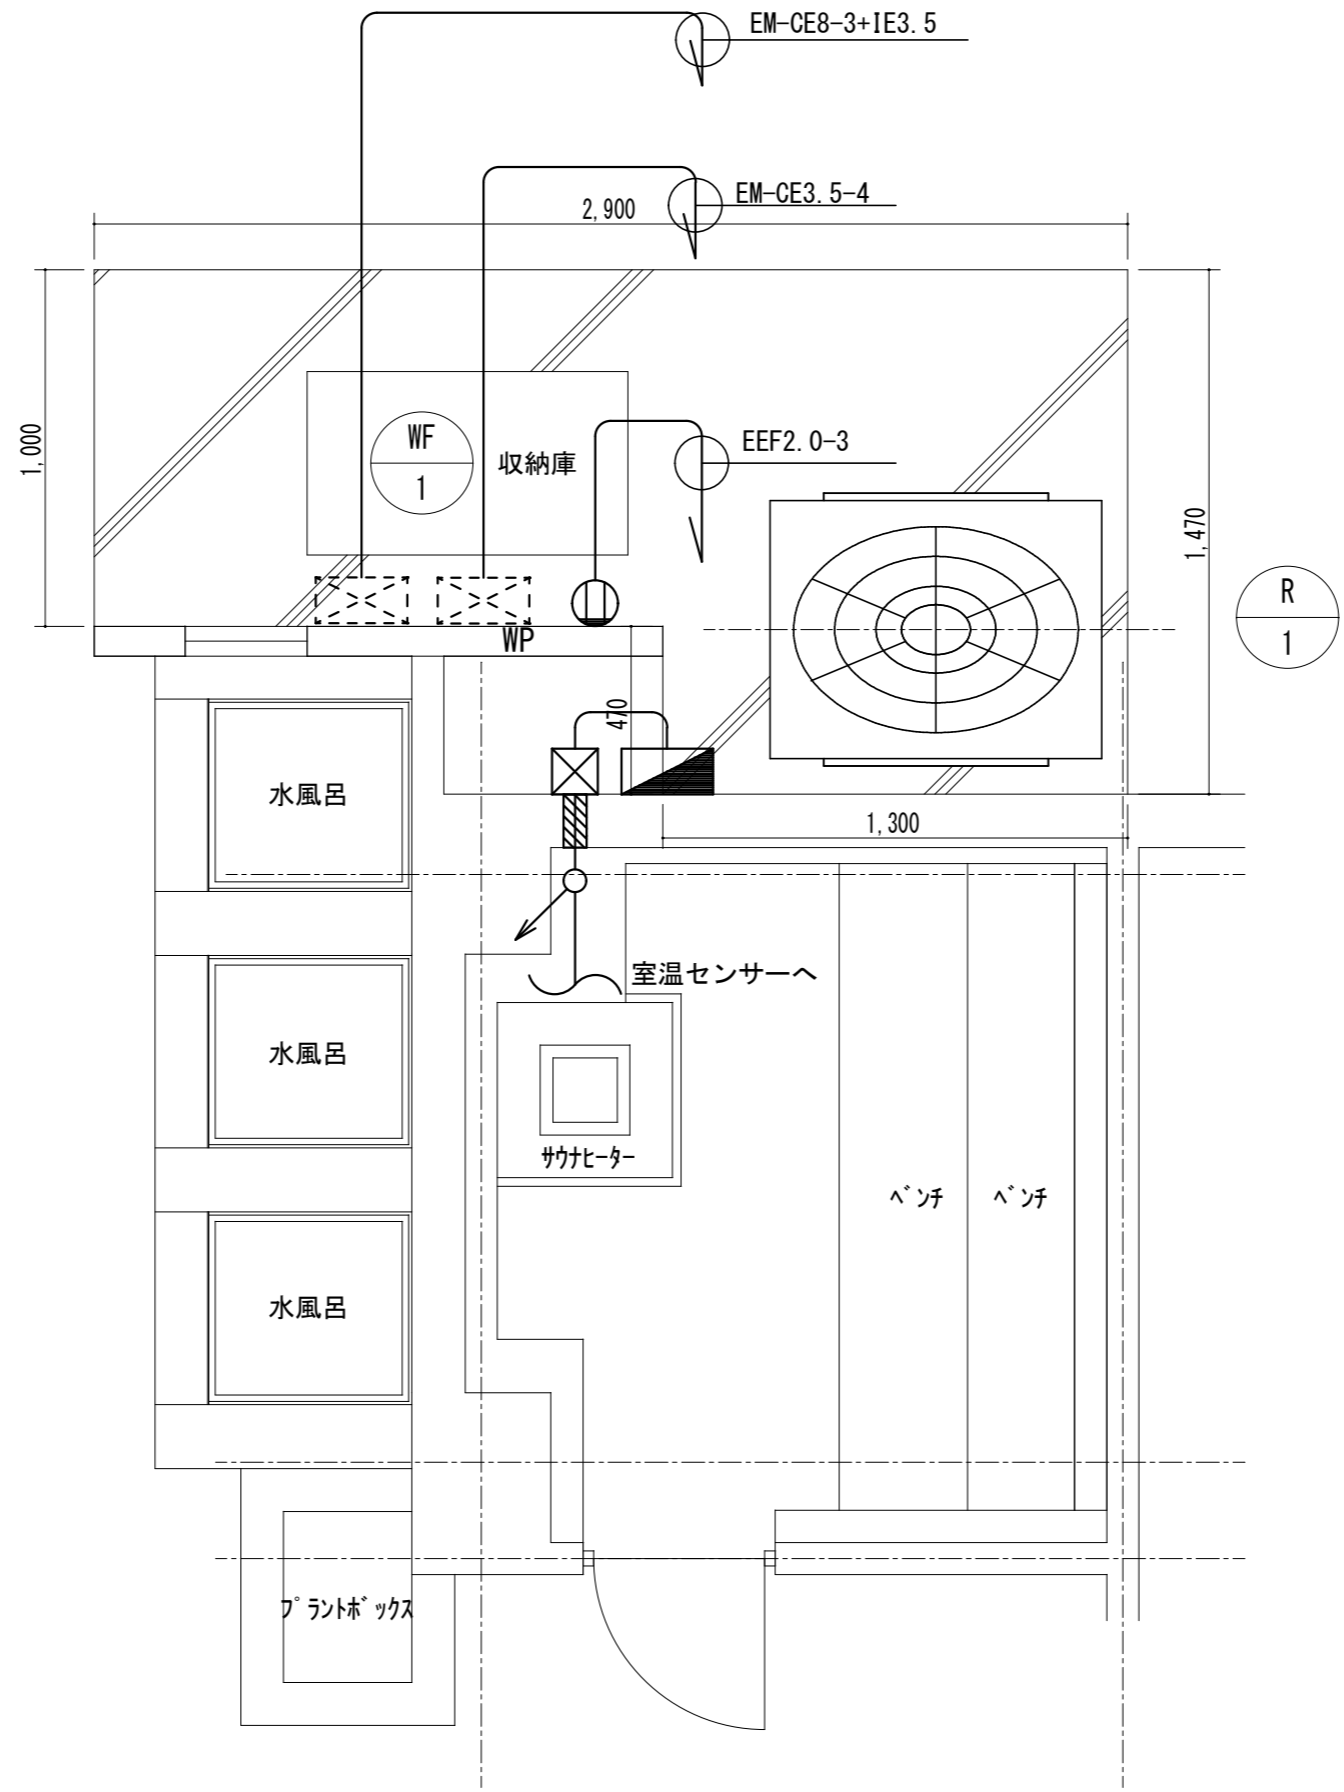 EM-CE8-3+IE3.5
EM-CE3.5-4
2,900
1,000
WF
1
収納庫
EEF2.0-3
1,470
R
1
WP
470
水風呂
1,300
室温センサーへ
水風呂
ｻｳﾅﾋｰﾀｰ
ﾍﾞﾝﾁ
ﾍﾞﾝﾁ
水風呂
ﾌﾟﾗﾝﾄﾎﾞｯｸｽ